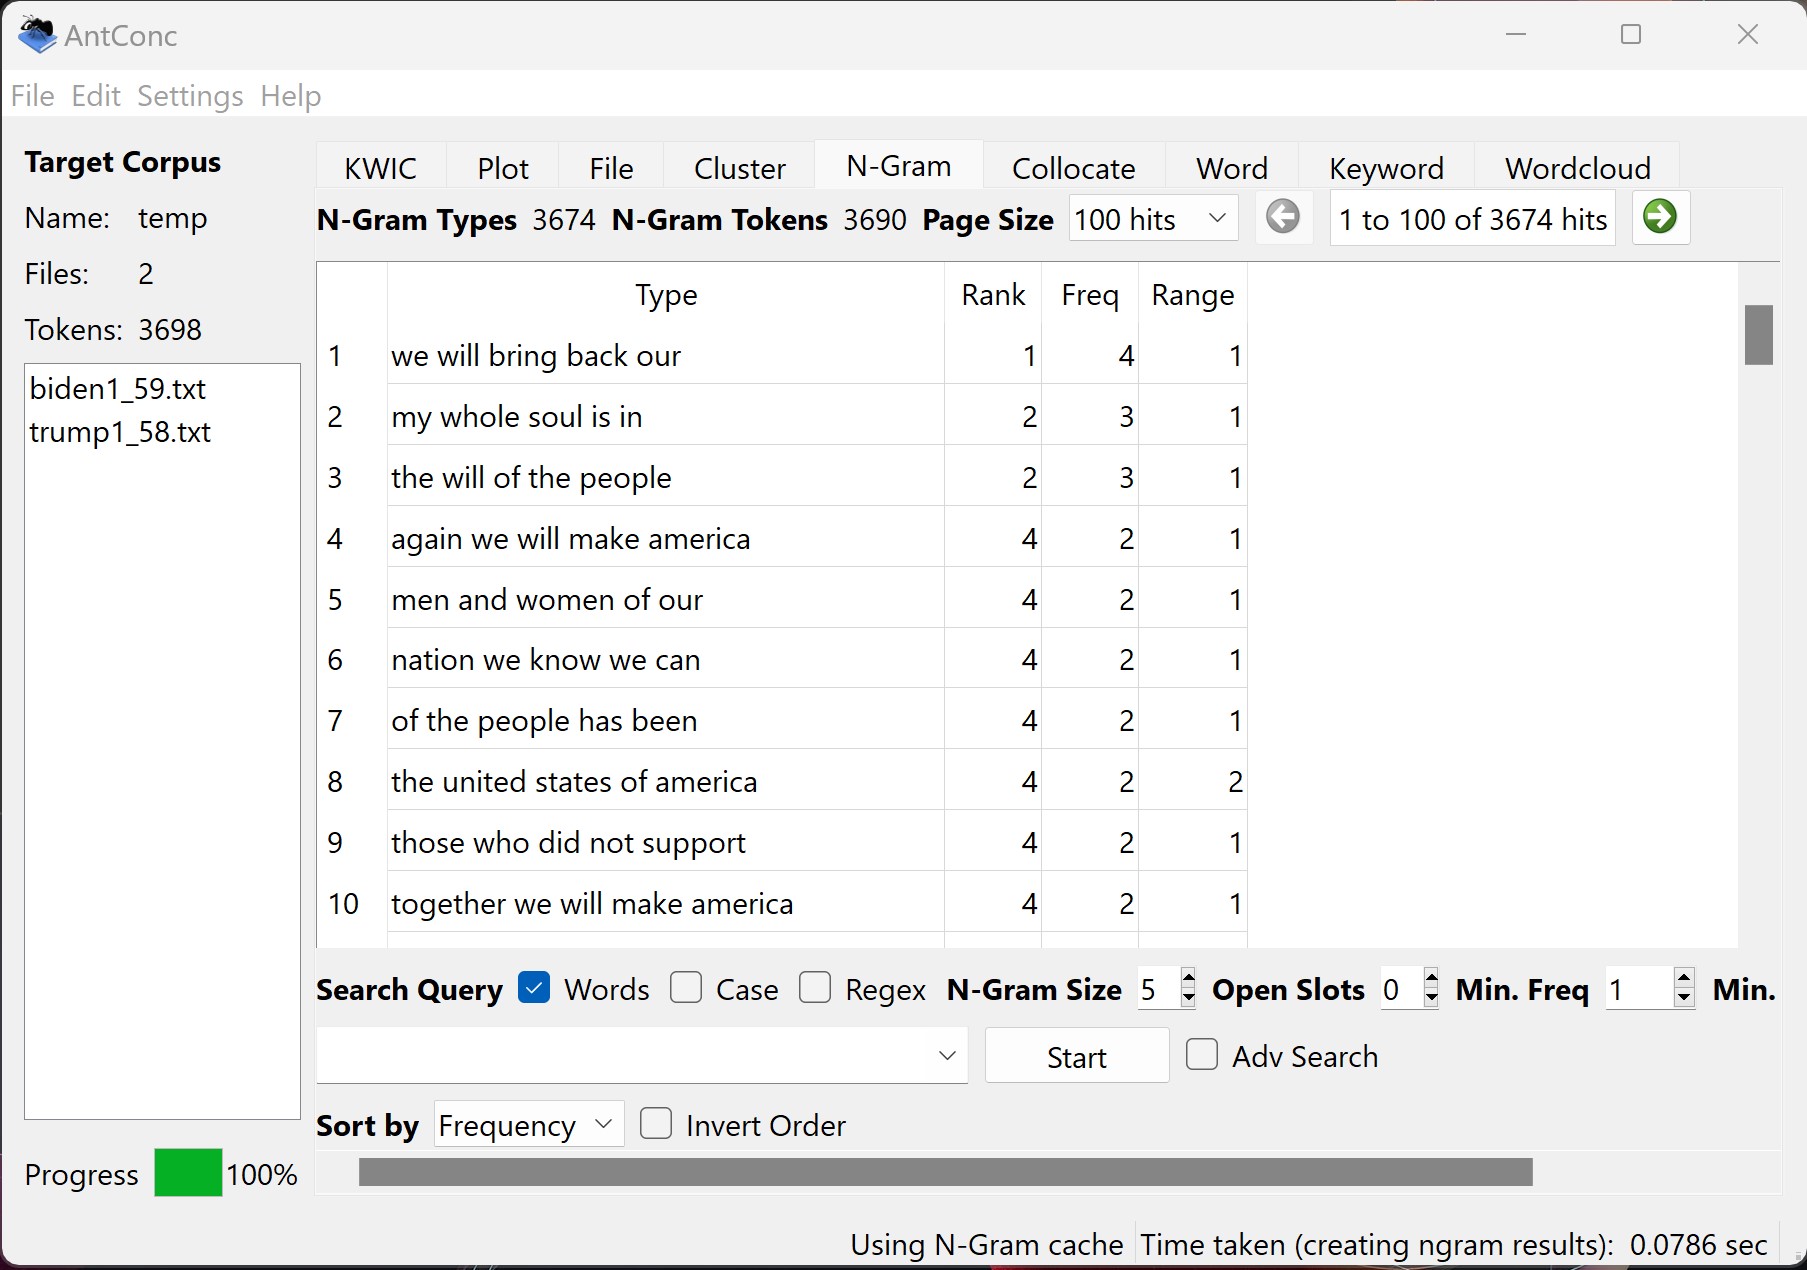 AntConc
File Edit Settings Help
Target Corpus
Name: temp
Files: 2
Tokens: 3698
biden1_59.txt
trump1_58.txt
Progress 100%
KWIC Plot File Cluster N-Gram Collocate Word Keyword Wordcloud
N-Gram Types 3674 N-Gram Tokens 3690 Page Size 100 hits 1 to 100 of 3674 hits
Type Rank Freq Range
1 we will bring back our 1 4 1
2 my whole soul is in 2 3 1
3 the will of the people 2 3 1
4 again we will make america 4 2 1
5 men and women of our 4 2 1
6 nation we know we can 4 2 1
7 of the people has been 4 2 1
8 the united states of america 4 2 2
9 those who did not support 4 2 1
10 together we will make america 4 2 1
Search Query Words Case Regex N-Gram Size 5 Open Slots 0 Min. Freq 1 Min.
Start Adv Search
Sort by Frequency Invert Order
Using N-Gram cache Time taken (creating ngram results): 0.0786 sec